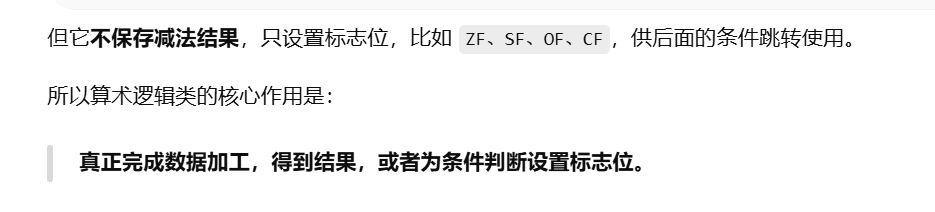 但它不保存减法结果，只设置标志位，比如 ZF、SF、OF、CF，供后面的条件跳转使用。
所以算术逻辑类的核心作用是：
真正完成数据加工，得到结果，或者为条件判断设置标志位。